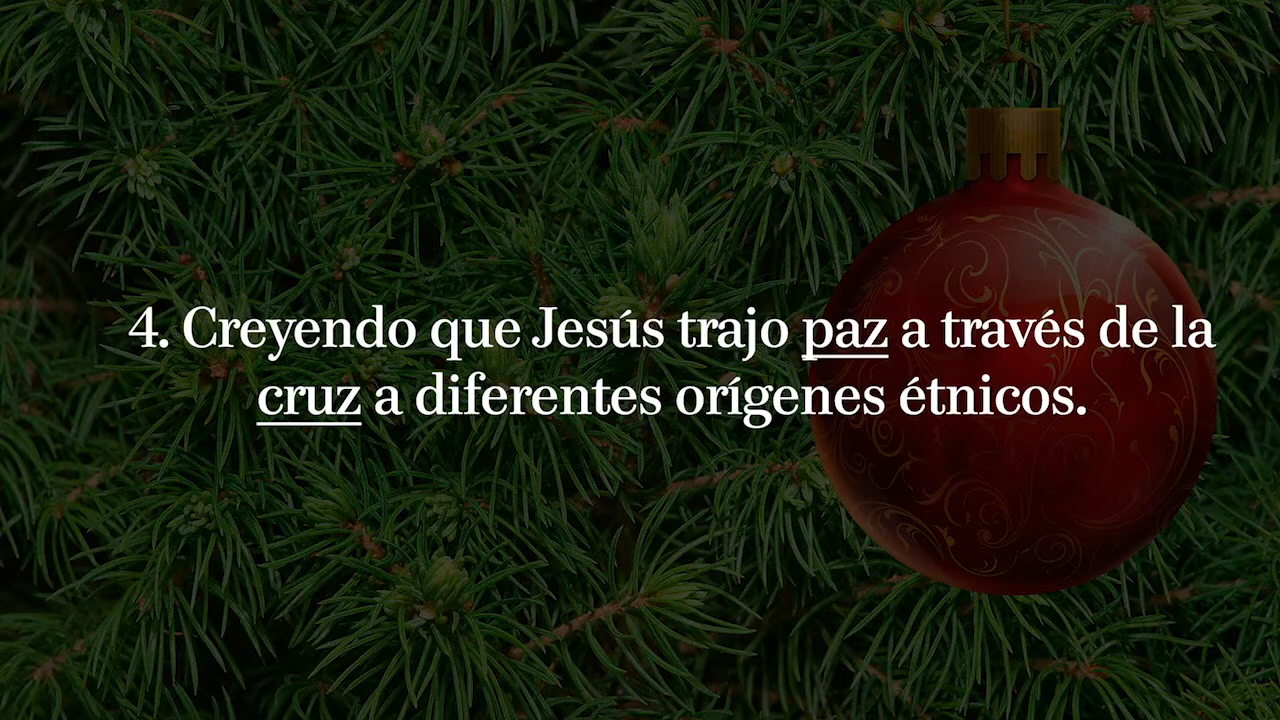 4. Creyendo que Jesús trajo paz a través de la
cruz a diferentes orígenes étnicos.